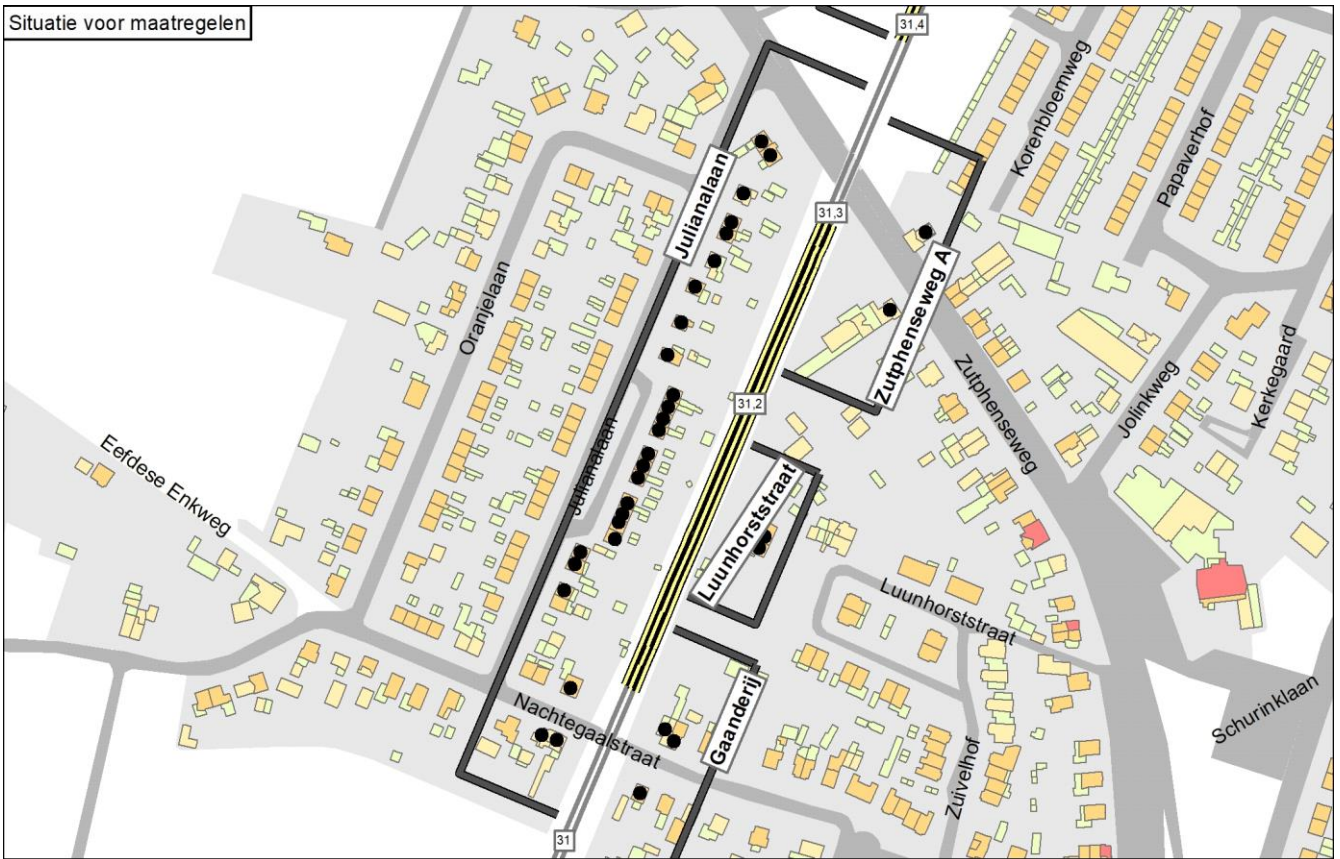 Situatie voor maatregelen
31,4
Korenbloemweg
Papaverhof
Julianalaan
31,3
Zutphenseweg A
Oranjelaan
Kerkegaard
Jolinkweg
Zutphenseweg
31,2
Eefdese Enkweg
Julianalaan
Luunhorststraat
Luunhorststraat
Nachtegaalstraat
Gaanderij
Zuivelhof
Schurinklaan
31